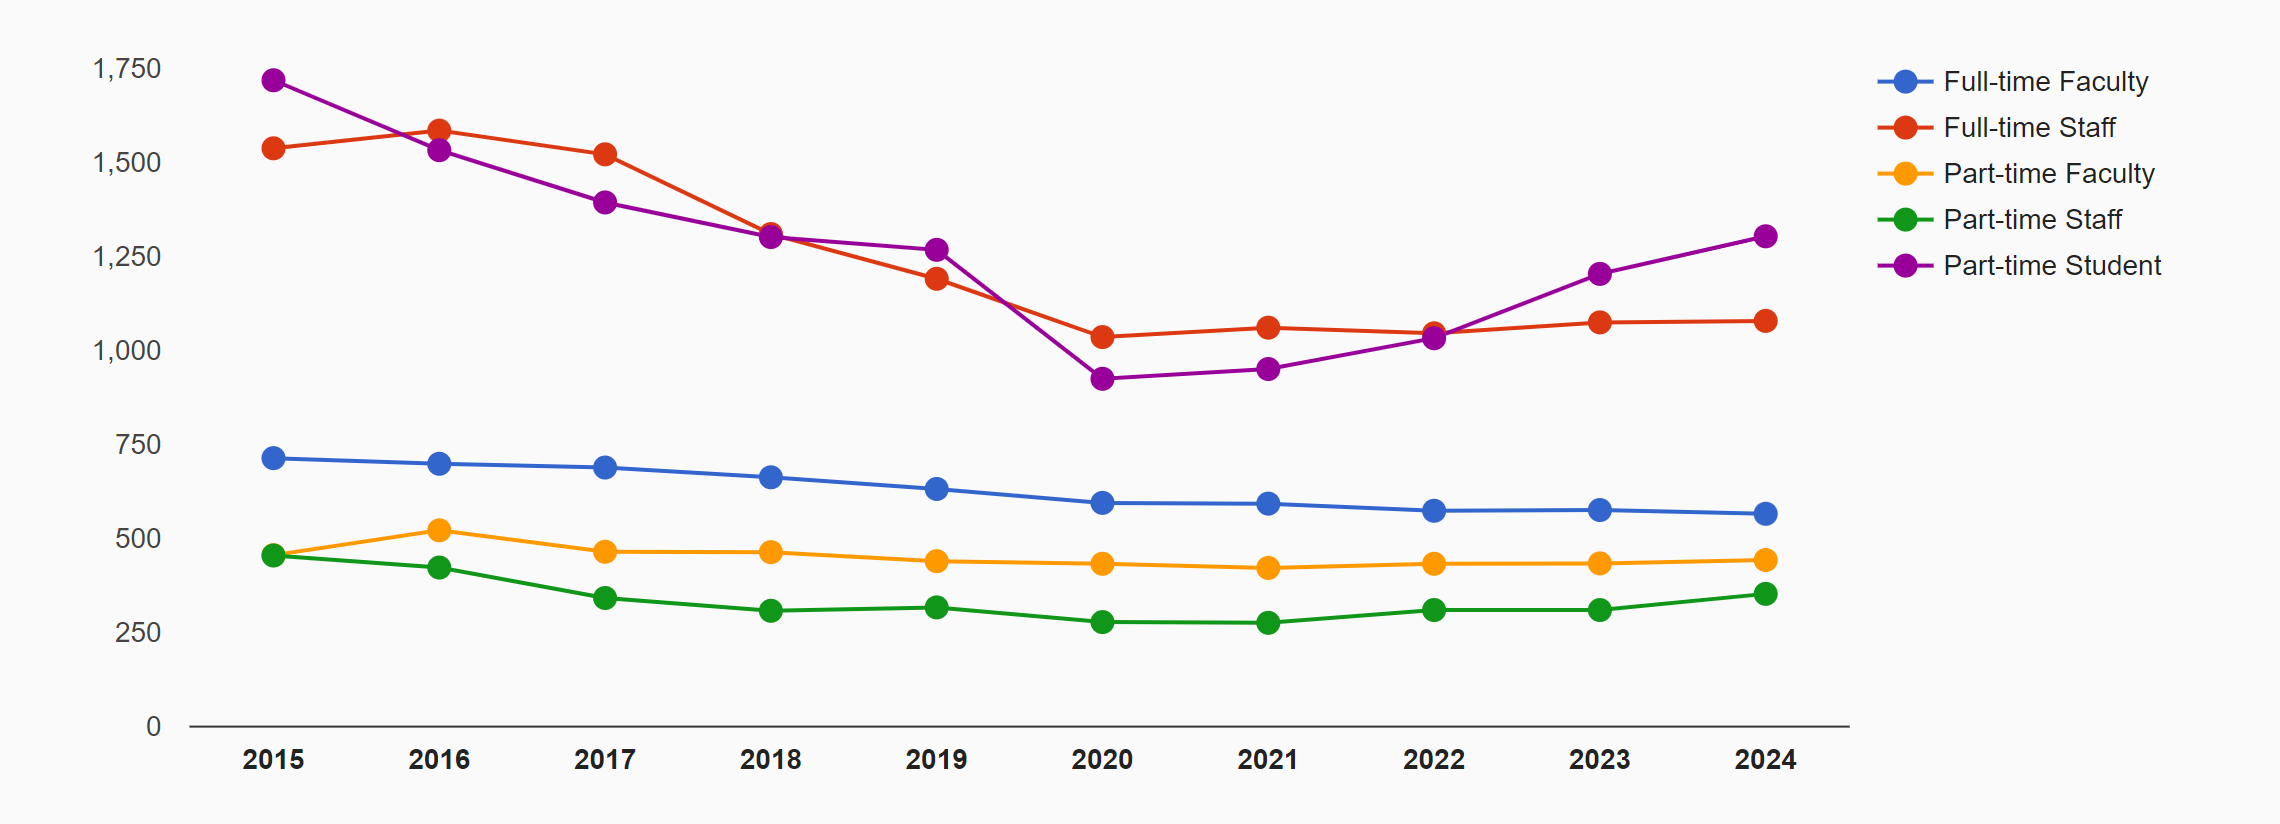 1,750
1,500
1,250
1,000
750
500
250
0
2015 2016 2017 2018 2019 2020 2021 2022 2023 2024
Full-time Faculty
Full-time Staff
Part-time Faculty
Part-time Staff
Part-time Student